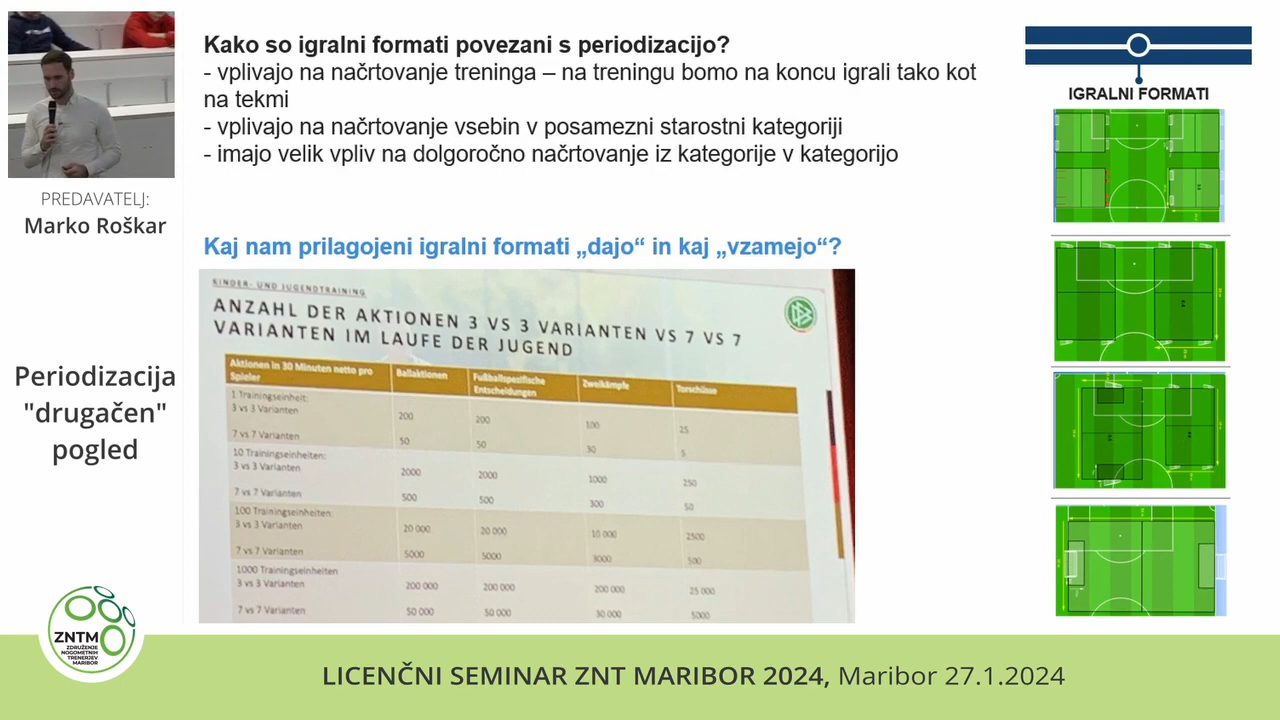 Kako so igralni formati povezani s periodizacijo?
- vplivajo na načrtovanje treninga – na treningu bomo na koncu igrali tako kot
na tekmi
- vplivajo na načrtovanje vsebin v posamezni starostni kategoriji
- imajo velik vpliv na dolgoročno načrtovanje iz kategorije v kategorijo
IGRALNI FORMATI
PREDAVATELJ:
Marko Roškar
Kaj nam prilagojeni igralni formati „dajo“ in kaj „vzamejo“?
KINDER- UND JUGENDTRAINING
ANZAHL DER AKTIONEN 3 VS 3 VARIANTEN VS 7 VS 7
VARIANTEN IM LAUFE DER JUGEND
Aktionen in 30 Minuten netto pro
Spieler
Ballaktionen
Fußballspezifische
Entscheidungen
Zweikämpfe
Torschüsse
1 Trainingseinheit:
3 vs 3 Varianten 200 200 100 25
7 vs 7 Varianten 50 50 30 5
10 Trainingseinheiten:
3 vs 3 Varianten 2000 2000 1000 250
7 vs 7 Varianten 500 500 300 50
100 Trainingseinheiten:
3 vs 3 Varianten 20 000 20 000 10 000 2500
7 vs 7 Varianten 5000 5000 3000 500
1000 Trainingseinheiten
3 vs 3 Varianten 200 000 200 000 200 000 25 000
7 vs 7 Varianten 50 000 50 000 30 000 5000
Periodizacija
"drugačen"
pogled
ZNTM
ZDRUŽENJE
NOGOMETNIH
TRENERJEV
MARIBOR
LICENČNI SEMINAR ZNT MARIBOR 2024, Maribor 27.1.2024